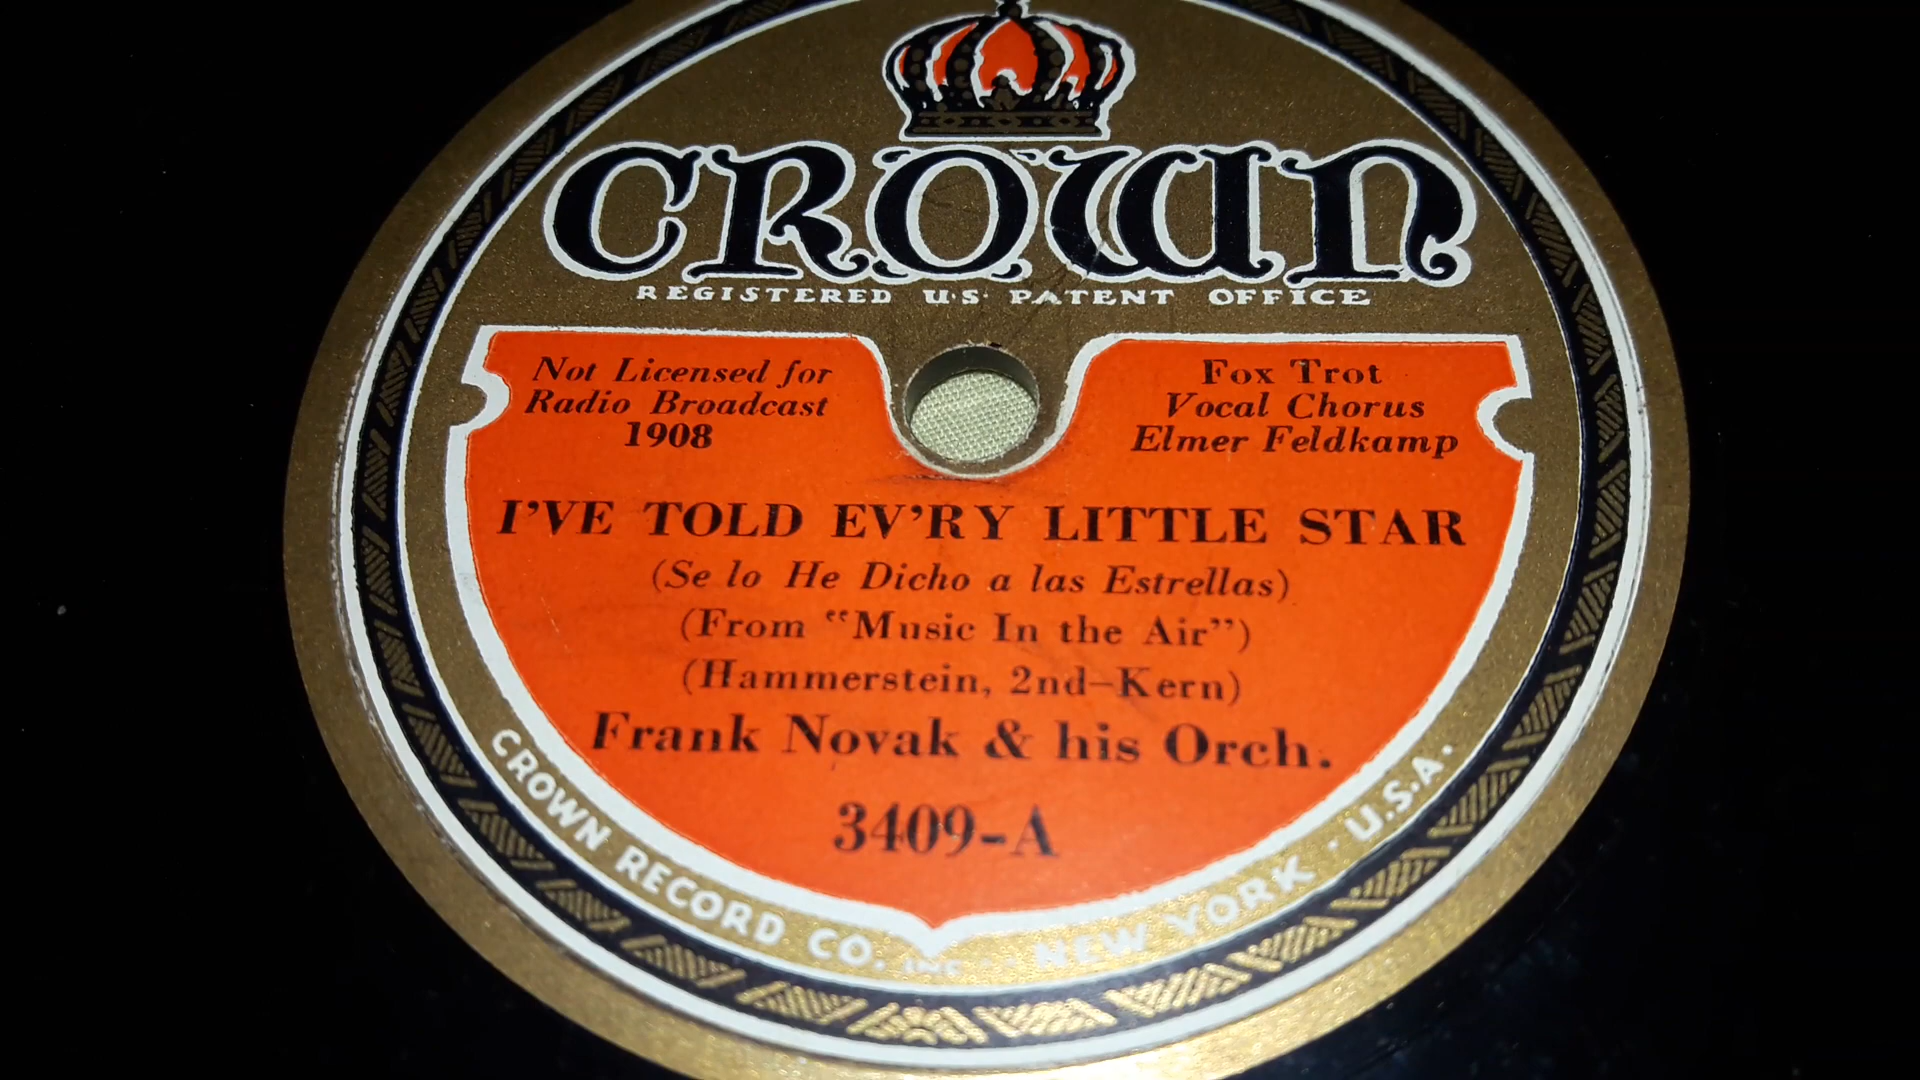 CROWN
REGISTERED U.S. PATENT OFFICE
Not Licensed for
Radio Broadcast
1908
Fox Trot
Vocal Chorus
Elmer Feldkamp
I'VE TOLD EV'RY LITTLE STAR
(Se lo He Dicho a las Estrellas)
(From "Music In the Air")
(Hammerstein, 2nd-Kern)
Frank Novak & his Orch.
3409-A
CROWN RECORD CO. INC. - NEW YORK · U.S.A.